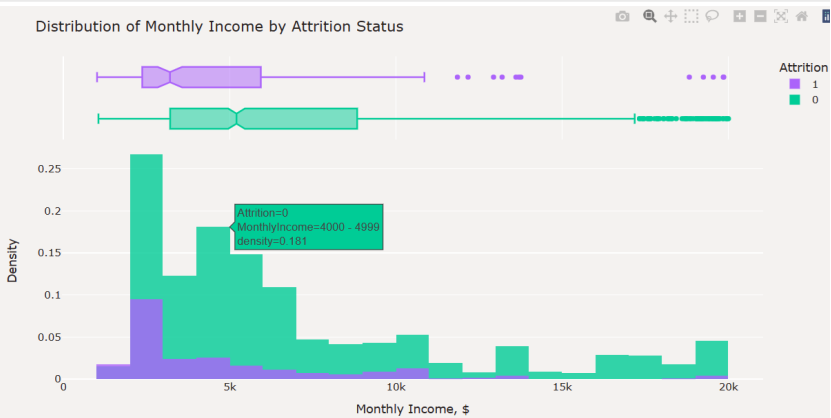 Distribution of Monthly Income by Attrition Status
Attrition
1
0
0.25
0.2
0.15
0.1
0.05
0
Density
Attrition=0
MonthlyIncome=4000 - 4999
density=0.181
0
5k
10k
15k
20k
Monthly Income, $